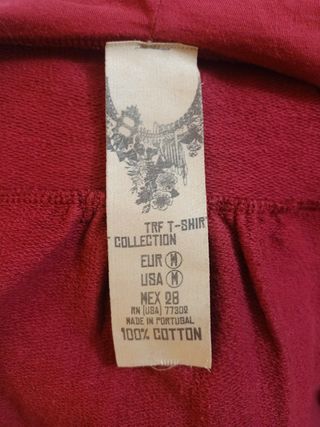 TRF T-SHIRT
COLLECTION
EUR M
USA M
MEX 28
RN (USA) 77302
MADE IN PORTUGAL
100% COTTON